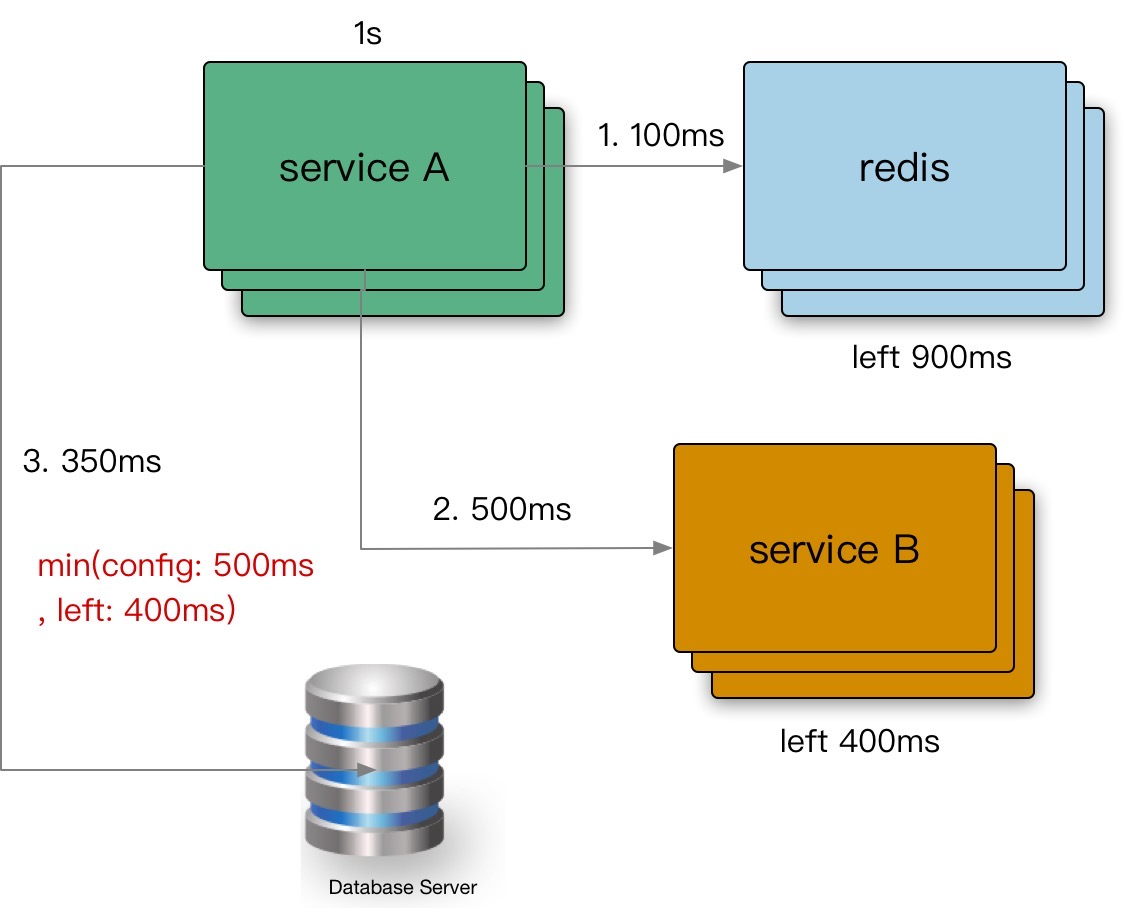 1s
service A
1. 100ms
redis
left 900ms
3. 350ms
2. 500ms
min(config: 500ms
, left: 400ms)
service B
left 400ms
Database Server